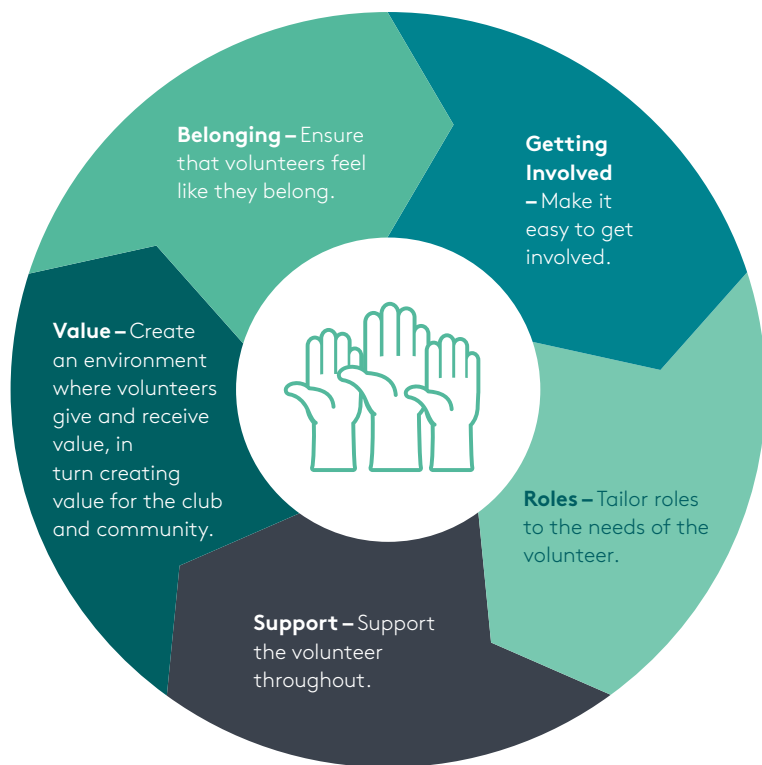 Belonging – Ensure
that volunteers feel
like they belong.
Getting
Involved
– Make it
easy to get
involved.
Roles – Tailor roles
to the needs of the
volunteer.
Support – Support
the volunteer
throughout.
Value – Create
an environment
where volunteers
give and receive
value, in
turn creating
value for the club
and community.